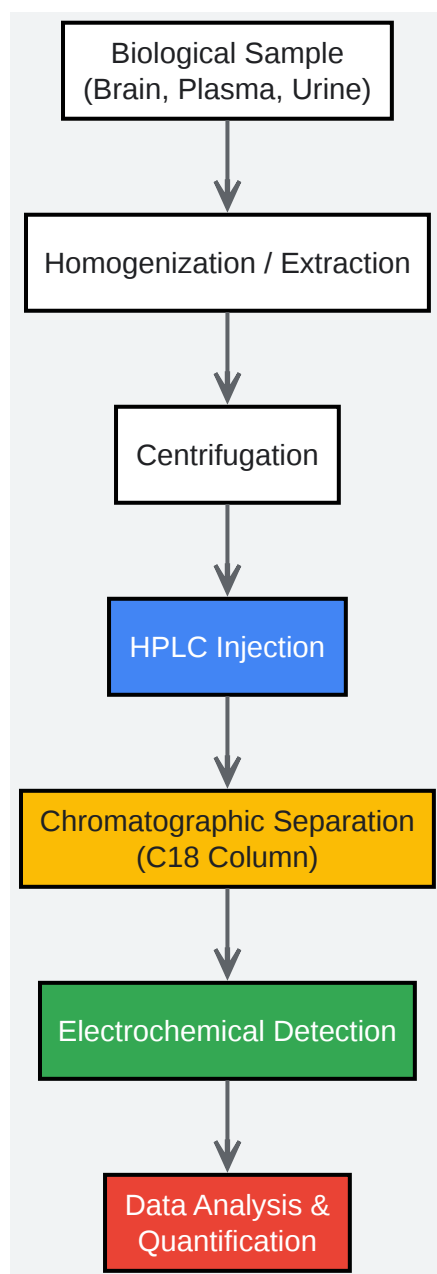 Biological Sample
(Brain, Plasma, Urine)
Homogenization / Extraction
Centrifugation
HPLC Injection
Chromatographic Separation
(C18 Column)
Electrochemical Detection
Data Analysis &
Quantification